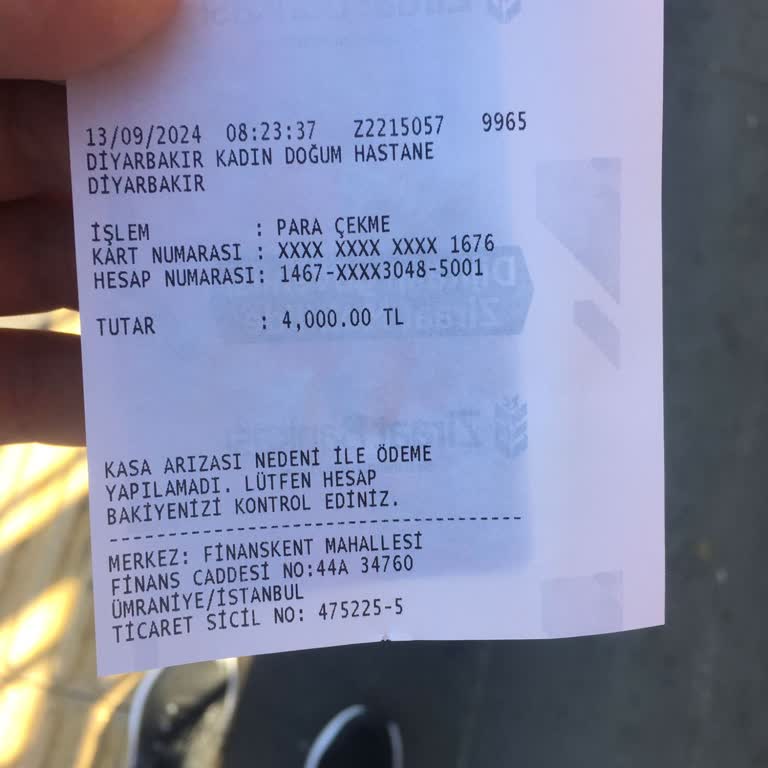 13/09/2024 08:23:37 Z2215057 9965
DİYARBAKIR KADIN DOĞUM HASTANE
DİYARBAKIR
İŞLEM : PARA ÇEKME
KART NUMARASI : XXXX XXXX XXXX 1676
HESAP NUMARASI: 1467-XXXX3048-5001
TUTAR : 4,000.00 TL
KASA ARIZASI NEDENİ İLE ÖDEME
YAPILAMADI. LÜTFEN HESAP
BAKİYENİZİ KONTROL EDİNİZ.
--------------------------------------------
MERKEZ: FİNANSKENT MAHALLESİ
FİNANS CADDESİ NO:44A 34760
ÜMRANİYE/İSTANBUL
TİCARET SİCİL NO: 475225-5